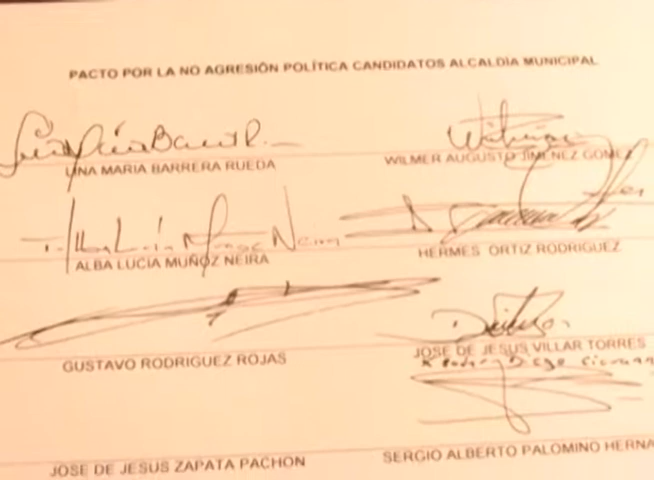 PACTO POR LA NO AGRESIÓN POLÍTICA CANDIDATOS ALCALDÍA MUNICIPAL
LINA MARIA BARRERA RUEDA
WILMER AUGUSTO JIMENEZ GOMEZ
ALBA LUCIA MUÑOZ NEIRA
HERMES ORTIZ RODRIGUEZ
GUSTAVO RODRIGUEZ ROJAS
JOSE DE JESUS VILLAR TORRES
JOSE DE JESUS ZAPATA PACHON
SERGIO ALBERTO PALOMINO HERNA